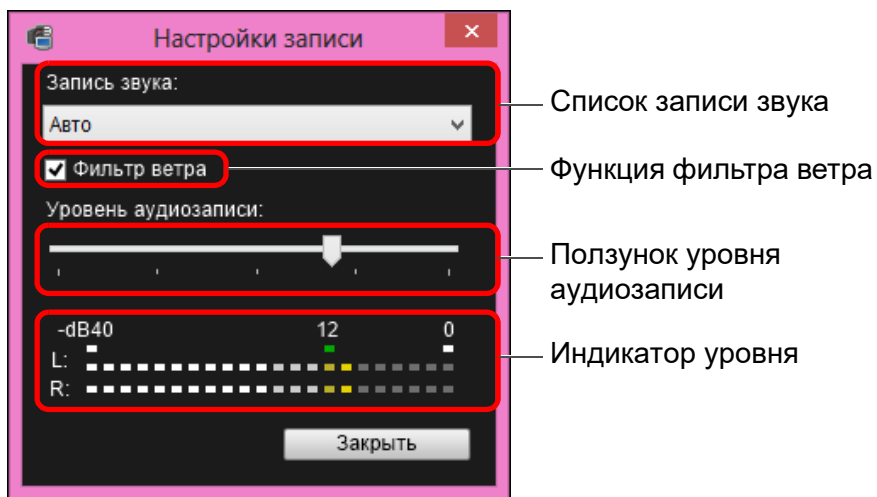 Настройки записи
Запись звука:
Авто
Список записи звука
Фильтр ветра
Функция фильтра ветра
Уровень аудиозаписи:
Ползунок уровня
аудиозаписи
-dB40 12 0
L:
R:
Индикатор уровня
Закрыть